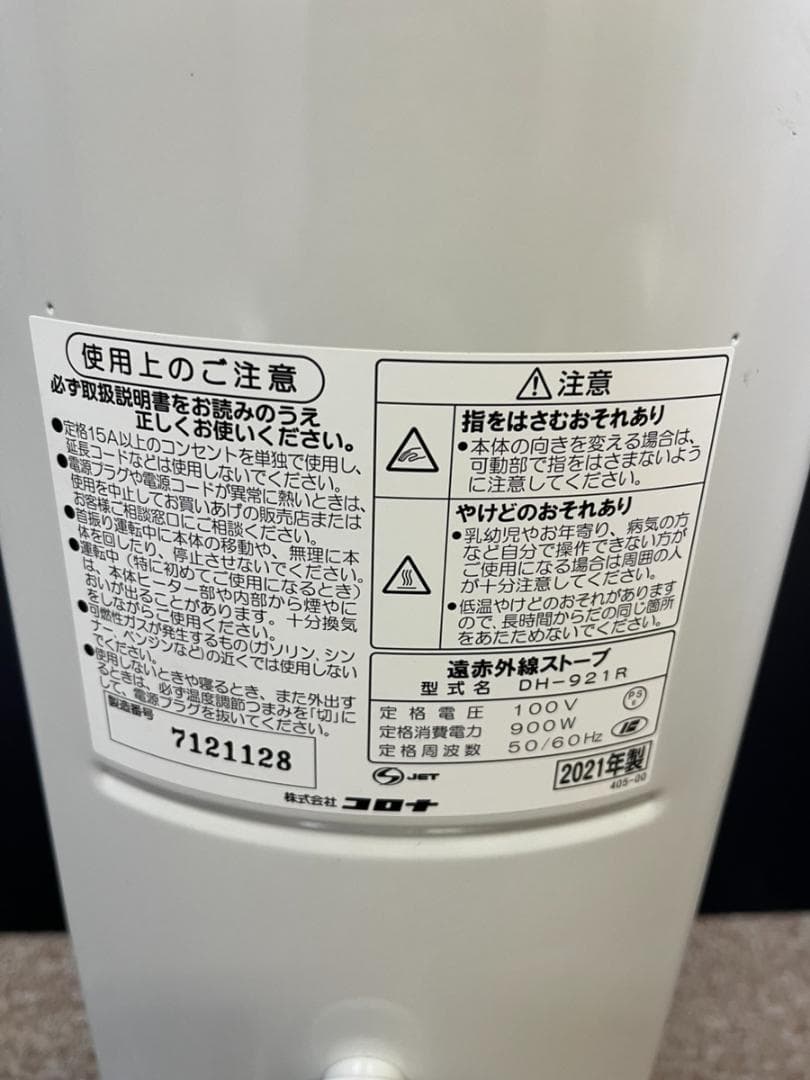 使用上のご注意
必ず取扱説明書をお読みのうえ
正しくお使いください。
●定格15A以上のコンセントを単独で使用し、
延長コードなどは使用しないでください。
●電源プラグや電源コードが異常に熱いときは、
使用を中止してお買いあげの販売店または
お客様ご相談窓口にご相談ください。
●首振り運転中に本体の移動や、無理に本
体を回したり、停止させないでください。
●運転中(特に初めてご使用になるとき)
は、本体ヒーター部や内部から煙やに
おいが出ることがあります。十分換気
をしながらご使用ください。
●可燃性ガスが発生するもの(ガソリン、シン
ナー、ベンジンなど)の近くでは使用しない
でください。
●使用しないときや寝るとき、また外出す
るときは、必ず温度調節つまみを「切」に
して、電源プラグを抜いてください。
製造番号
7121128
⚠注意
指をはさむおそれあり
●本体の向きを変える場合は、
可動部で指をはさまないよう
に注意してください。
やけどのおそれあり
●乳幼児やお年寄り、病気の方
など自分で操作できない方が
ご使用になる場合は周囲の人
が十分注意してください。
●低温やけどのおそれがあります
ので、長時間からだの同じ箇所
をあたためないでください。
遠赤外線ストーブ
型式名 DH-921R
定格電圧 100V
定格消費電力 900W
定格周波数 50/60Hz
PS
E
JET
2021年製
405-00
株式会社コロナ